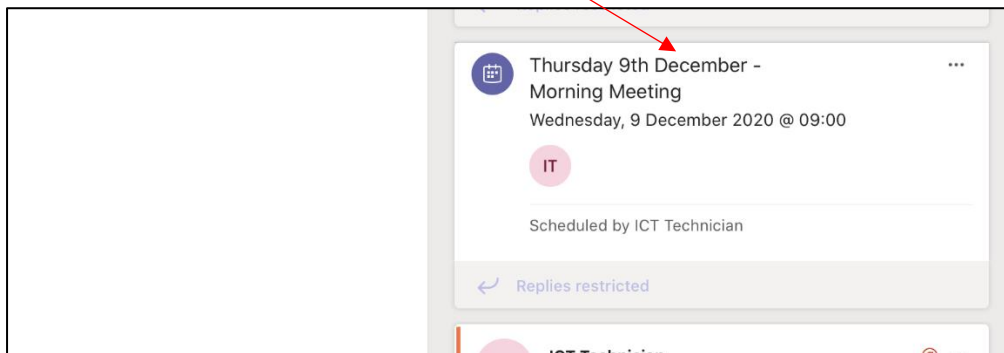 Thursday 9th December -
Morning Meeting
Wednesday, 9 December 2020 @ 09:00
IT
Scheduled by ICT Technician
Replies restricted
ICT Technician